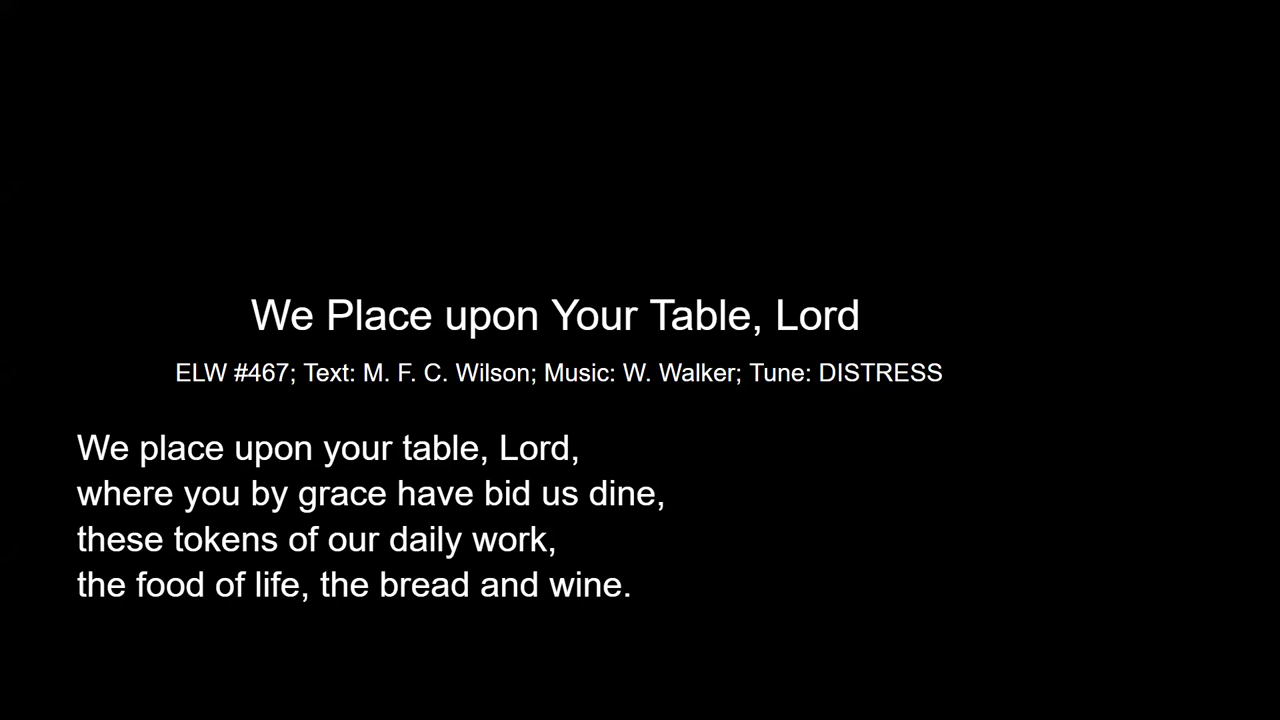 We Place upon Your Table, Lord
ELW #467; Text: M. F. C. Wilson; Music: W. Walker; Tune: DISTRESS
We place upon your table, Lord,
where you by grace have bid us dine,
these tokens of our daily work,
the food of life, the bread and wine.